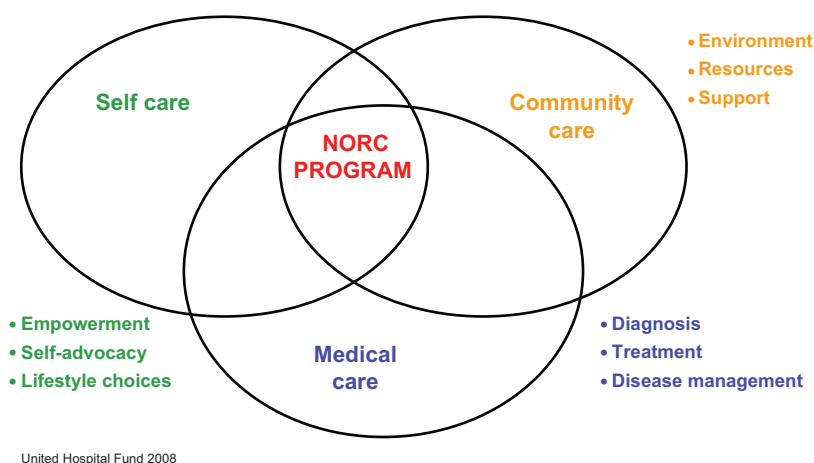 Self care
Community
care
• Environment
• Resources
• Support
NORC
PROGRAM
• Empowerment
• Self-advocacy
• Lifestyle choices
Medical
care
• Diagnosis
• Treatment
• Disease management
United Hospital Fund 2008